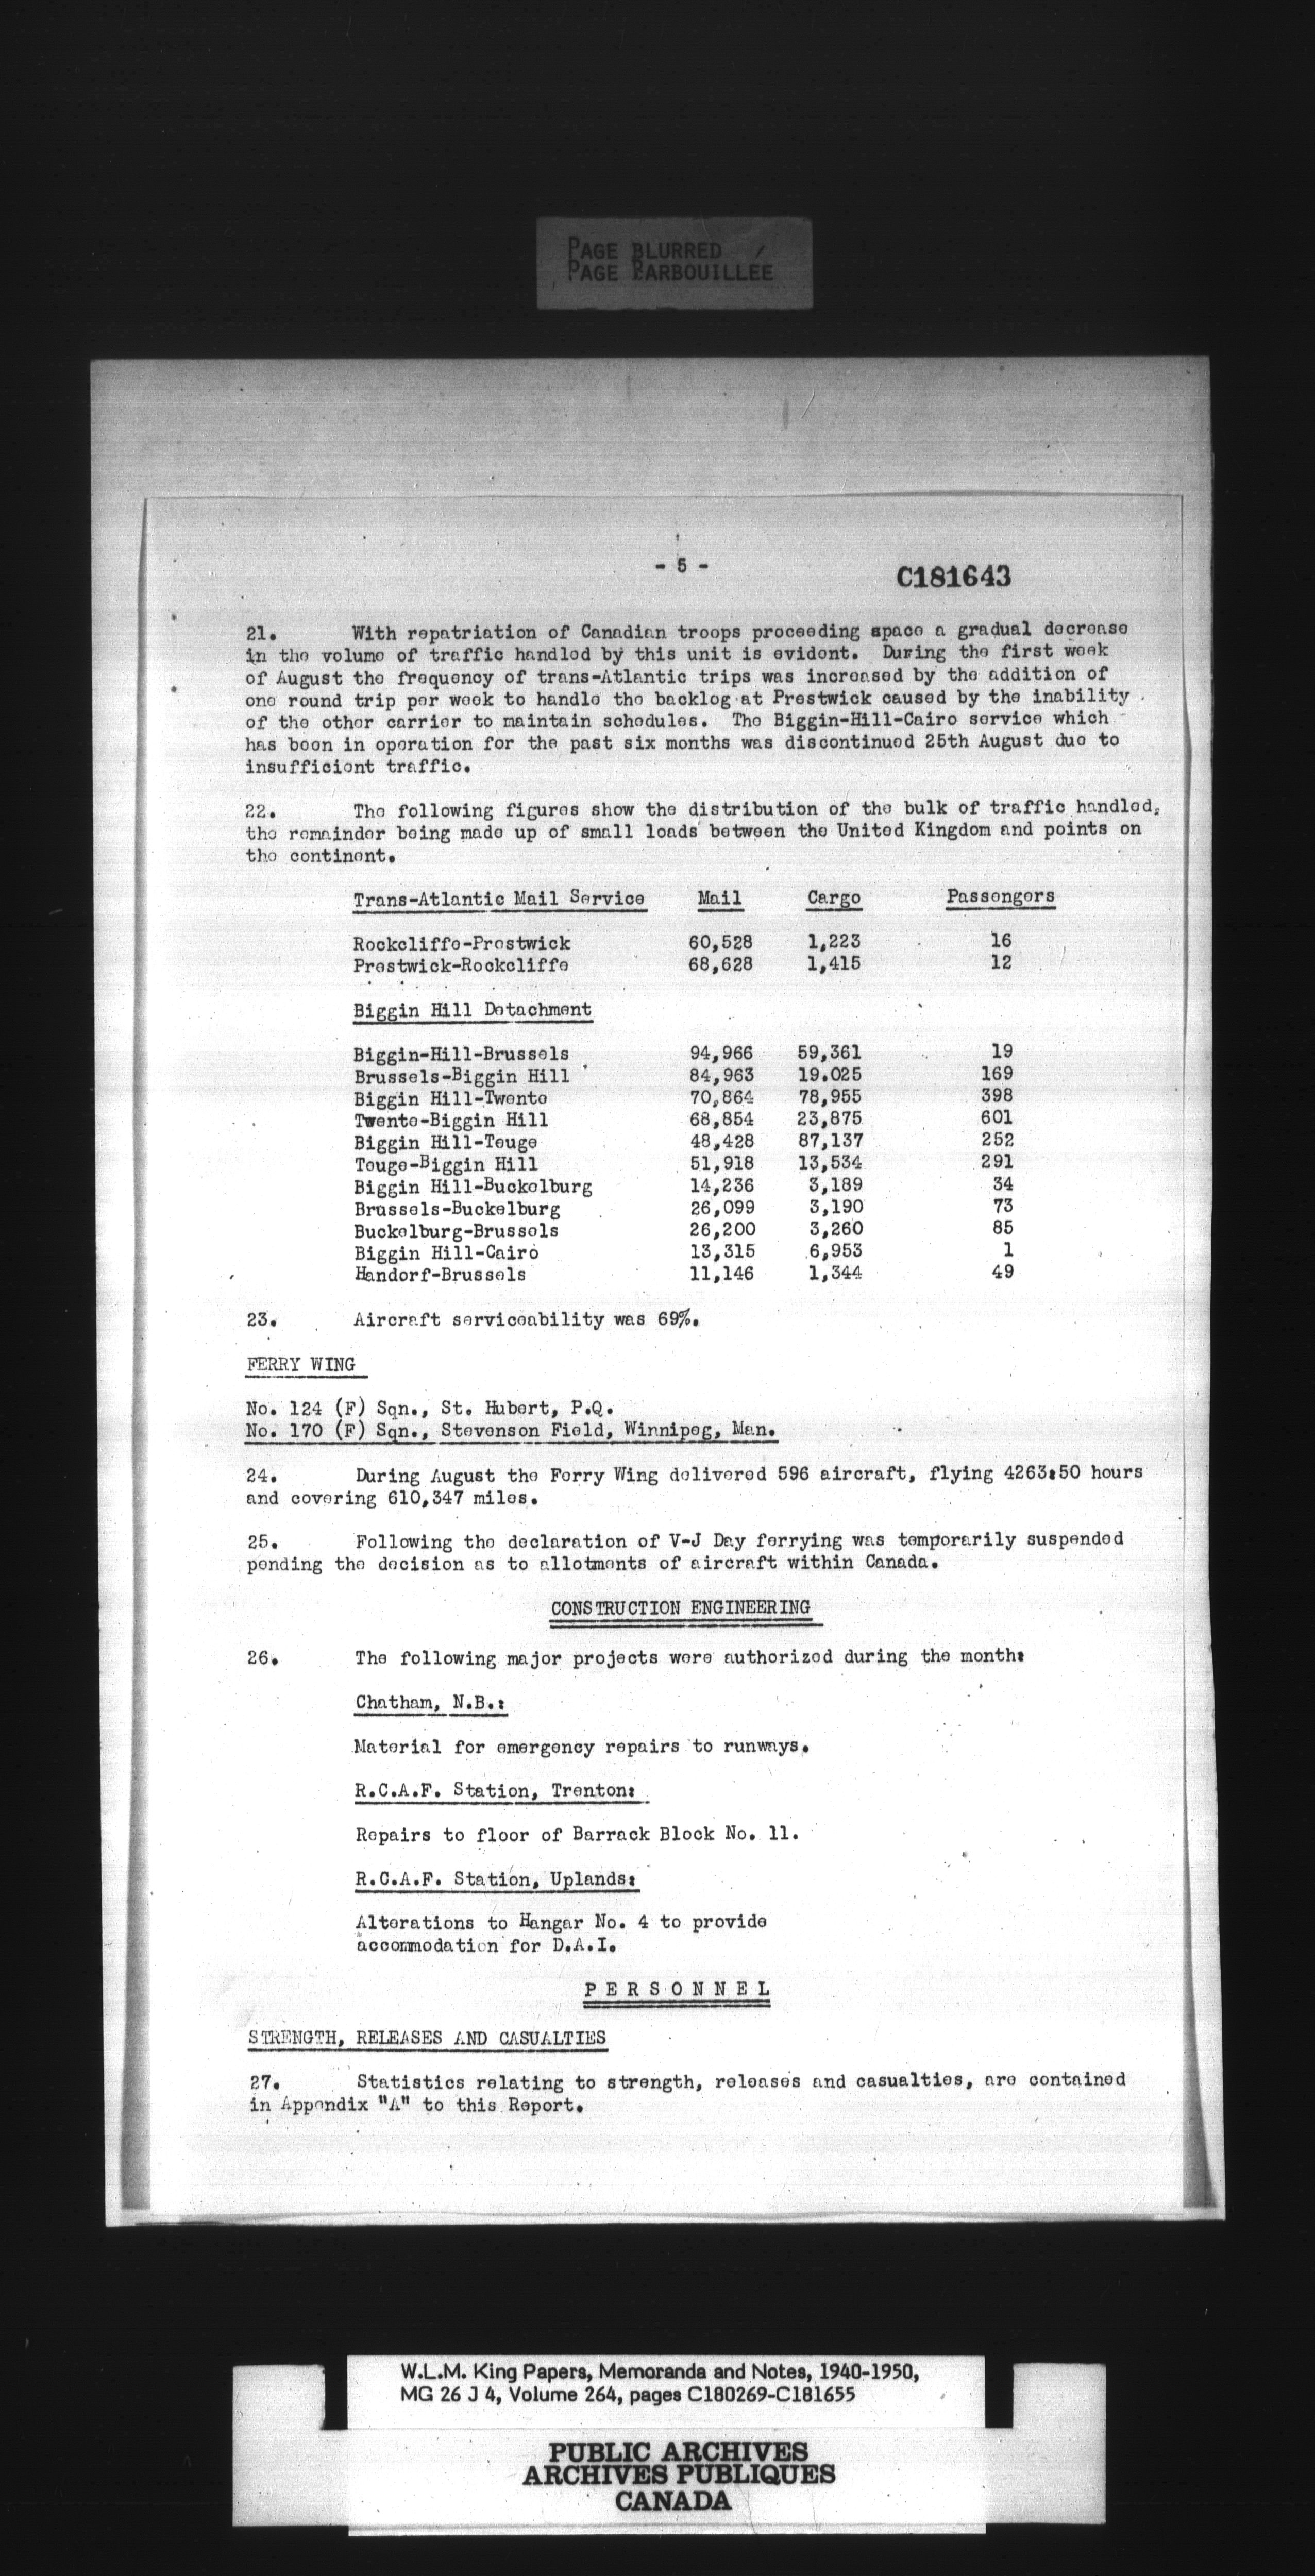 PAGE BLURRED /
PAGE BARBOUILLÉE
- 5 -
C181643
21. With repatriation of Canadian troops proceeding apace a gradual decrease
in the volume of traffic handled by this unit is evident. During the first week
of August the frequency of trans-Atlantic trips was increased by the addition of
one round trip per week to handle the backlog at Prestwick caused by the inability
of the other carrier to maintain schedules. The Biggin-Hill-Cairo service which
has been in operation for the past six months was discontinued 25th August due to
insufficient traffic.
22. The following figures show the distribution of the bulk of traffic handled,
the remainder being made up of small loads between the United Kingdom and points on
the continent.
Trans-Atlantic Mail Service Mail Cargo Passengers
Rockcliffe-Prestwick 60,528 1,223 16
Prestwick-Rockcliffe 68,628 1,415 12
Biggin Hill Detachment
Biggin-Hill-Brussels 94,966 59,361 19
Brussels-Biggin Hill 84,963 19.025 169
Biggin Hill-Twente 70,864 78,955 398
Twente-Biggin Hill 68,854 23,875 601
Biggin Hill-Teuge 48,428 87,137 252
Teuge-Biggin Hill 51,918 13,534 291
Biggin Hill-Buckelburg 14,236 3,189 34
Brussels-Buckelburg 26,099 3,190 73
Buckelburg-Brussels 26,200 3,260 85
Biggin Hill-Cairo 13,315 6,953 1
Handorf-Brussels 11,146 1,344 49
23. Aircraft serviceability was 69%.
FERRY WING
No. 124 (F) Sqn., St. Hubert, P.Q.
No. 170 (F) Sqn., Stevenson Field, Winnipeg, Man.
24. During August the Ferry Wing delivered 596 aircraft, flying 4263:50 hours
and covering 610,347 miles.
25. Following the declaration of V-J Day ferrying was temporarily suspended
pending the decision as to allotments of aircraft within Canada.
CONSTRUCTION ENGINEERING
26. The following major projects were authorized during the month:
Chatham, N.B.:
Material for emergency repairs to runways.
R.C.A.F. Station, Trenton:
Repairs to floor of Barrack Block No. 11.
R.C.A.F. Station, Uplands:
Alterations to Hangar No. 4 to provide
accommodation for D.A.I.
P E R S O N N E L
STRENGTH, RELEASES AND CASUALTIES
27. Statistics relating to strength, releases and casualties, are contained
in Appendix "A" to this Report.
W.L.M. King Papers, Memoranda and Notes, 1940-1950,
MG 26 J 4, Volume 264, pages C180269-C181655
PUBLIC ARCHIVES
ARCHIVES PUBLIQUES
CANADA